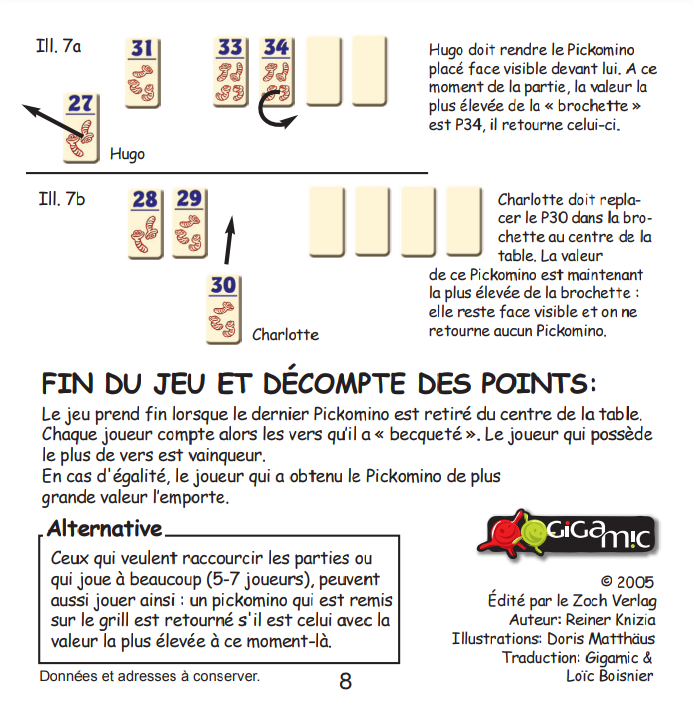 Ill. 7a
31
33
34
27
Hugo
Hugo doit rendre le Pickomino
placé face visible devant lui. A ce
moment de la partie, la valeur la
plus élevée de la « brochette »
est P34, il retourne celui-ci.
Ill. 7b
28
29
30
Charlotte
Charlotte doit repla-
cer le P30 dans la bro-
chette au centre de la
table. La valeur
de ce Pickomino est maintenant
la plus élevée de la brochette :
elle reste face visible et on ne
retourne aucun Pickomino.
FIN DU JEU ET DÉCOMPTE DES POINTS:
Le jeu prend fin lorsque le dernier Pickomino est retiré du centre de la table.
Chaque joueur compte alors les vers qu'il a « becqueté ». Le joueur qui possède
le plus de vers est vainqueur.
En cas d'égalité, le joueur qui a obtenu le Pickomino de plus
grande valeur l'emporte.
Alternative
Ceux qui veulent raccourcir les parties ou
qui joue à beaucoup (5-7 joueurs), peuvent
aussi jouer ainsi : un pickomino qui est remis
sur le grill est retourné s'il est celui avec la
valeur la plus élevée à ce moment-là.
GiGamic
© 2005
Édité par le Zoch Verlag
Auteur: Reiner Knizia
Illustrations: Doris Matthäus
Traduction: Gigamic &
Loïc Boisnier
Données et adresses à conserver.
8